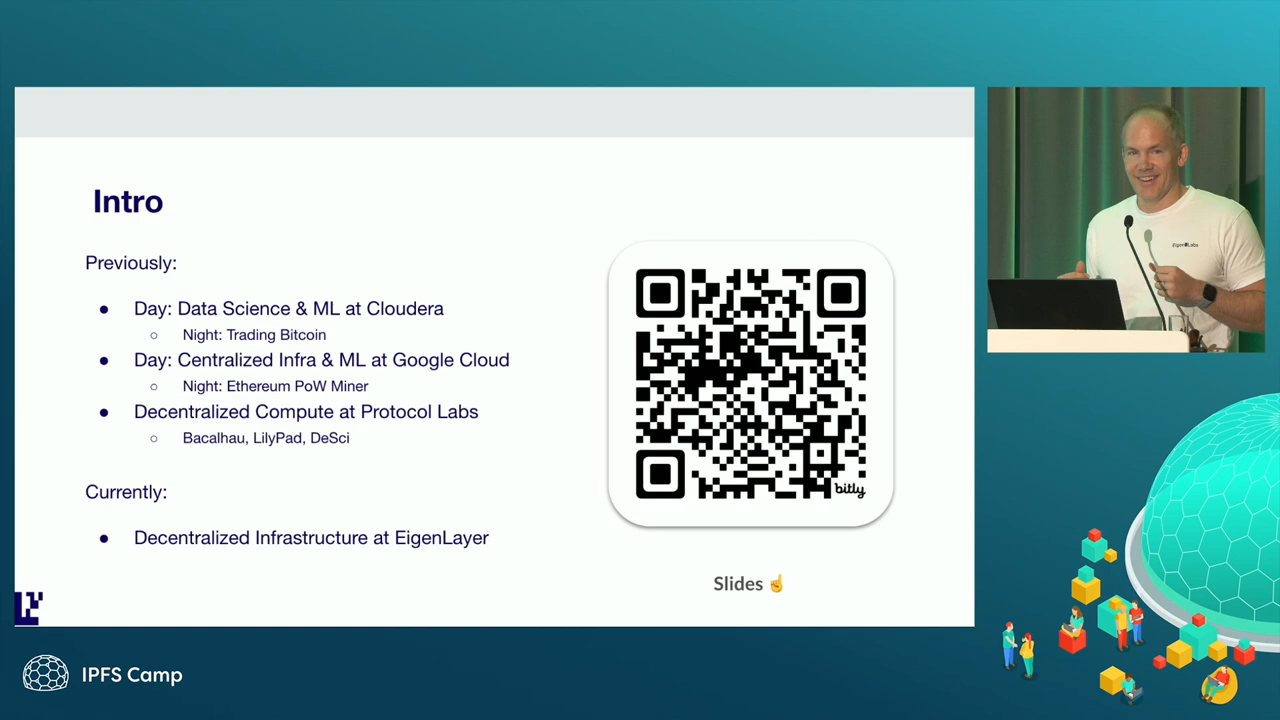 Intro
Previously:
● Day: Data Science & ML at Cloudera
○ Night: Trading Bitcoin
● Day: Centralized Infra & ML at Google Cloud
○ Night: Ethereum PoW Miner
● Decentralized Compute at Protocol Labs
○ Bacalhau, LilyPad, DeSci
Currently:
● Decentralized Infrastructure at EigenLayer
bitly
Slides ☝️
EigenLabs
IPFS Camp